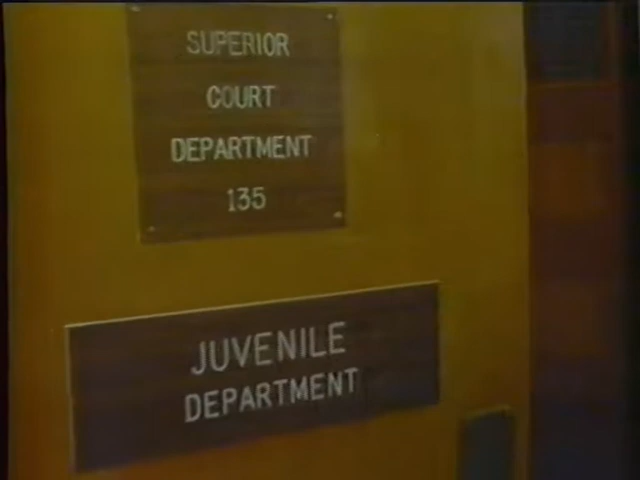 SUPERIOR
COURT
DEPARTMENT
135
JUVENILE
DEPARTMENT